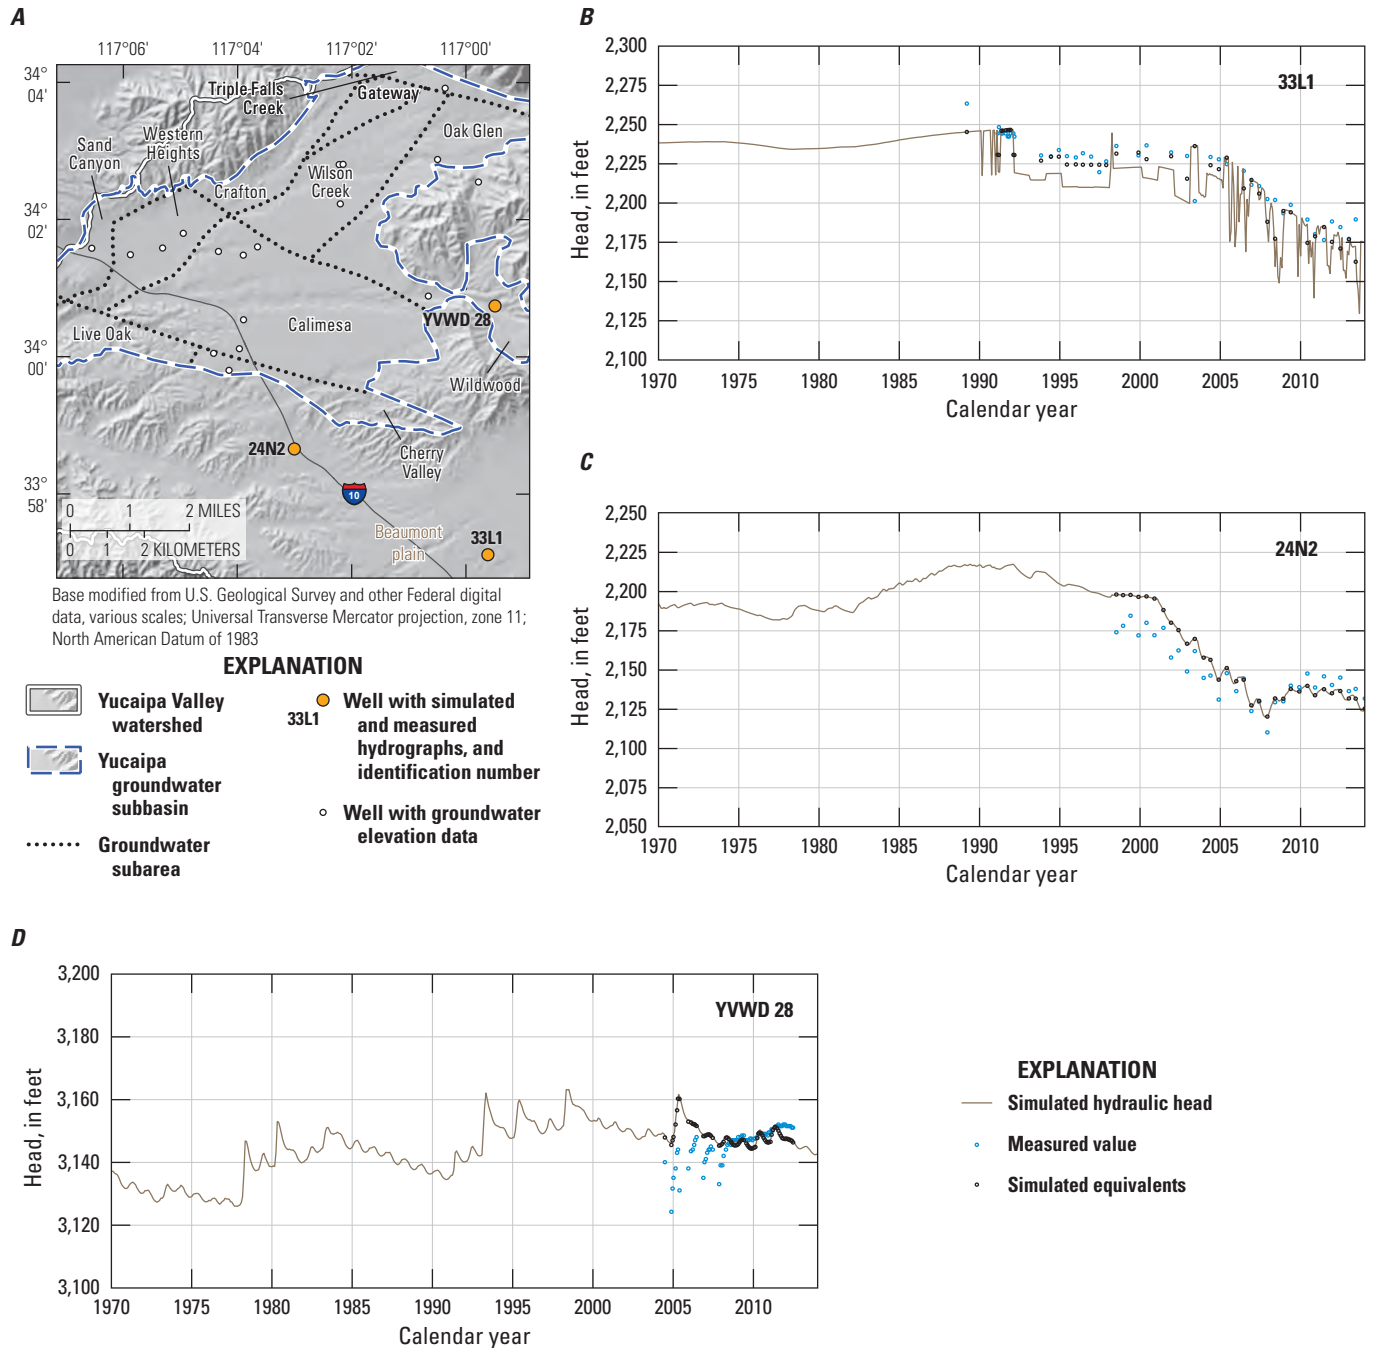 A
117°06'
117°04'
117°02'
117°00'
34°
04'
34°
02'
34°
00'
33°
58'
Triple Falls
Creek
Gateway
Oak Glen
Sand
Canyon
Western
Heights
Crafton
Wilson
Creek
Calimesa
YVWD 28
Live Oak
Wildwood
24N2
Cherry
Valley
10
Beaumont
plain
33L1
0 1 2 MILES
0 1 2 KILOMETERS
Base modified from U.S. Geological Survey and other Federal digital
data, various scales; Universal Transverse Mercator projection, zone 11;
North American Datum of 1983
EXPLANATION
Yucaipa Valley
watershed
Yucaipa
groundwater
subbasin
Groundwater
subarea
33L1
Well with simulated
and measured
hydrographs, and
identification number
Well with groundwater
elevation data
B
33L1
Head, in feet
2,300
2,275
2,250
2,225
2,200
2,175
2,150
2,125
2,100
1970 1975 1980 1985 1990 1995 2000 2005 2010
Calendar year
C
24N2
Head, in feet
2,250
2,225
2,200
2,175
2,150
2,125
2,100
2,075
2,050
1970 1975 1980 1985 1990 1995 2000 2005 2010
Calendar year
D
YVWD 28
Head, in feet
3,200
3,180
3,160
3,140
3,120
3,100
1970 1975 1980 1985 1990 1995 2000 2005 2010
Calendar year
EXPLANATION
Simulated hydraulic head
Measured value
Simulated equivalents